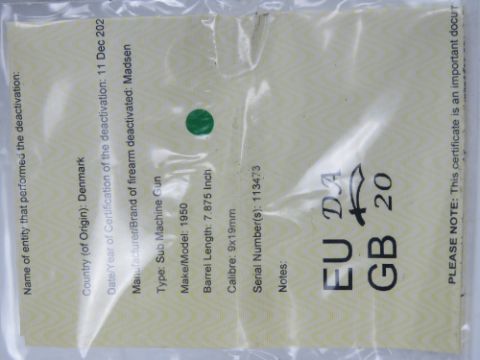 Name of entity that performed the deactivation:
Country (of Origin): Denmark
Date/Year of Certification of the deactivation: 11 Dec 202
Manufacturer/Brand of firearm deactivated: Madsen
Type: Sub Machine Gun
Make/Model: 1950
Barrel Length: 7.875 Inch
Calibre: 9x19mm
Serial Number(s): 113473
Notes:
EU DA
GB 20
PLEASE NOTE: This certificate is an important